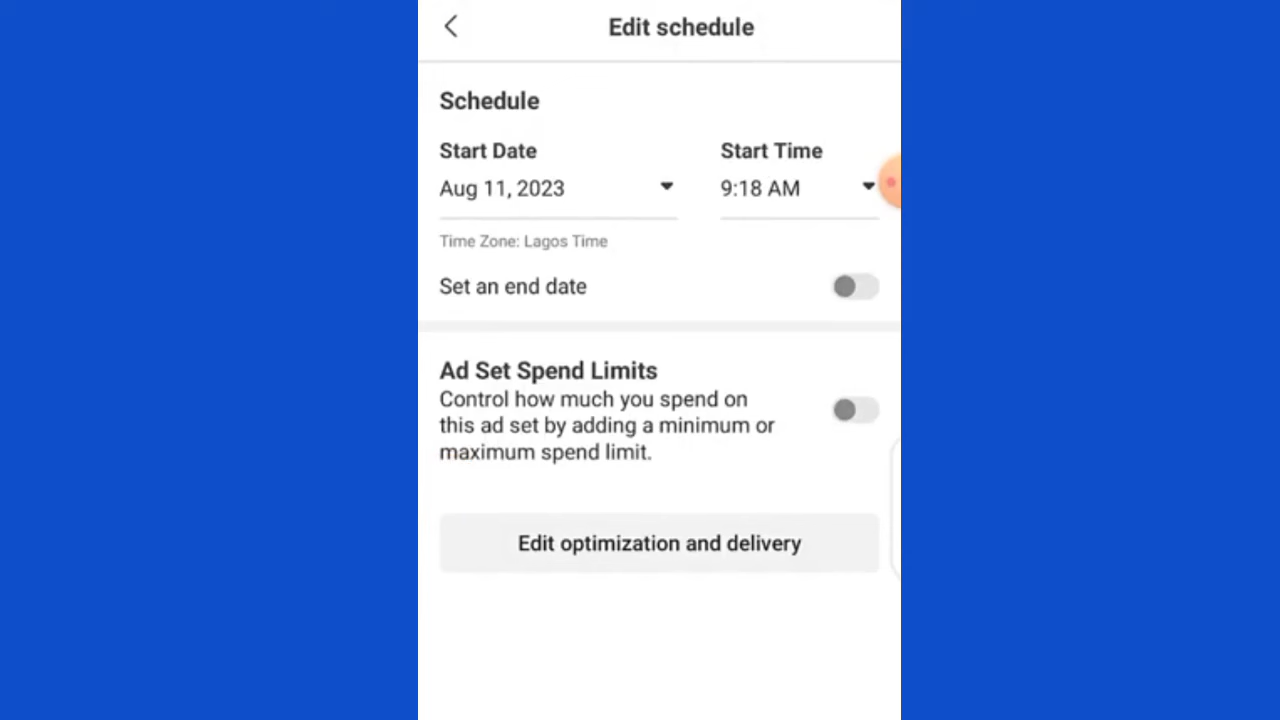 Edit schedule
Schedule
Start Date
Start Time
Aug 11, 2023
9:18 AM
Time Zone: Lagos Time
Set an end date
Ad Set Spend Limits
Control how much you spend on
this ad set by adding a minimum or
maximum spend limit.
Edit optimization and delivery